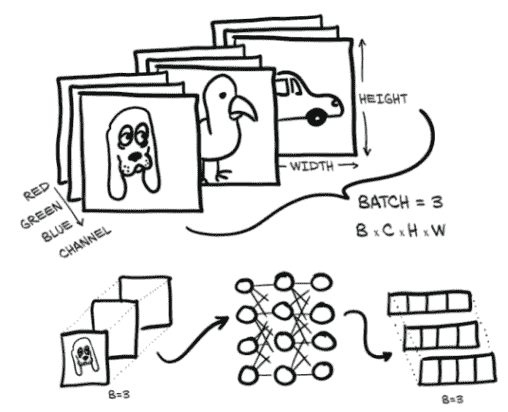 HEIGHT
WIDTH
RED
GREEN
BLUE
CHANNEL
BATCH = 3
B x C x H x W
B=3
B=3